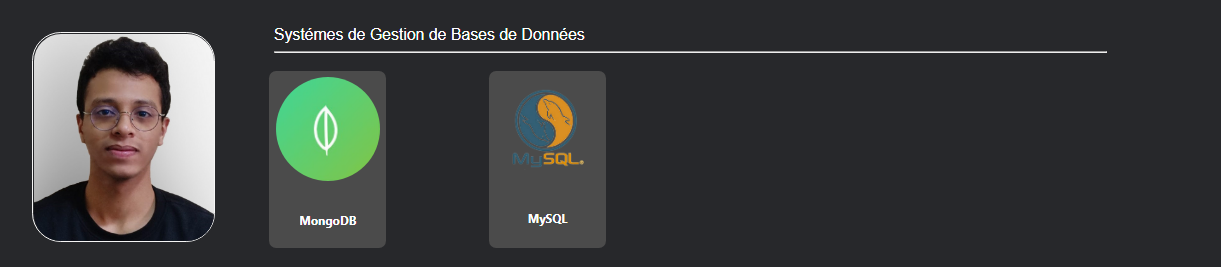 Systémes de Gestion de Bases de Données
MySQL.
MongoDB
MySQL